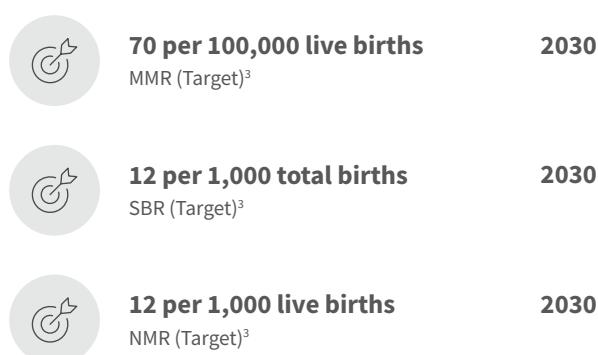 70 per 100,000 live births 2030
MMR (Target)³
12 per 1,000 total births 2030
SBR (Target)³
12 per 1,000 live births 2030
NMR (Target)³